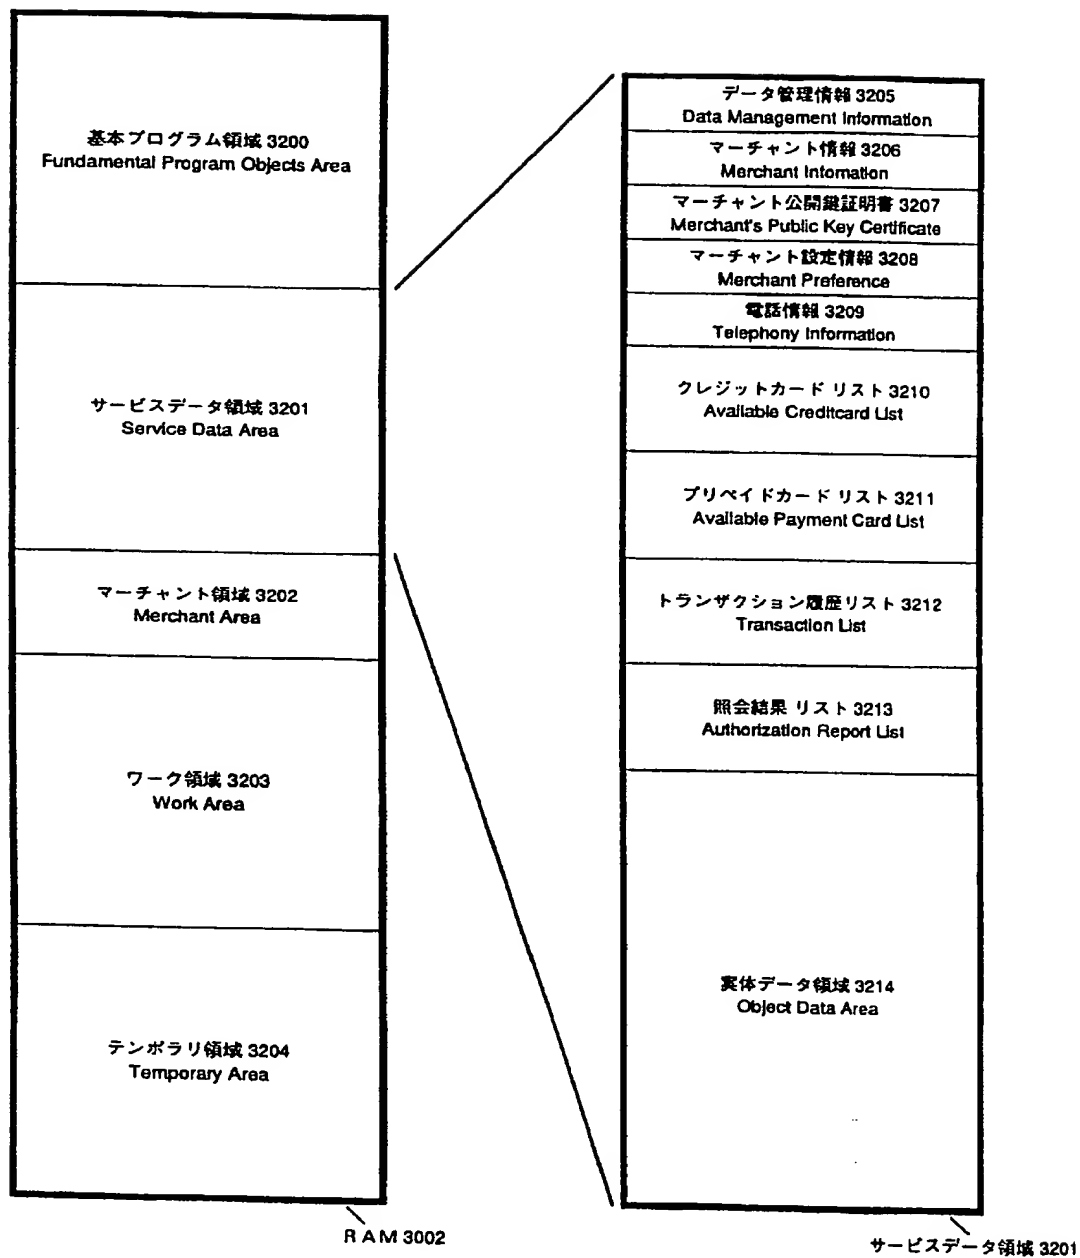 基本プログラム領域 3200
Fundamental Program Objects Area
サービスデータ領域 3201
Service Data Area
マーチャント領域 3202
Merchant Area
ワーク領域 3203
Work Area
テンポラリ領域 3204
Temporary Area
RAM 3002
データ管理情報 3205
Data Management Information
マーチャント情報 3206
Merchant Infomation
マーチャント公開鍵証明書 3207
Merchant's Public Key Certificate
マーチャント設定情報 3208
Merchant Preference
電話情報 3209
Telephony Information
クレジットカード リスト 3210
Available Creditcard List
プリペイドカード リスト 3211
Available Payment Card List
トランザクション履歴リスト 3212
Transaction List
照会結果 リスト 3213
Authorization Report List
実体データ領域 3214
Object Data Area
サービスデータ領域 3201